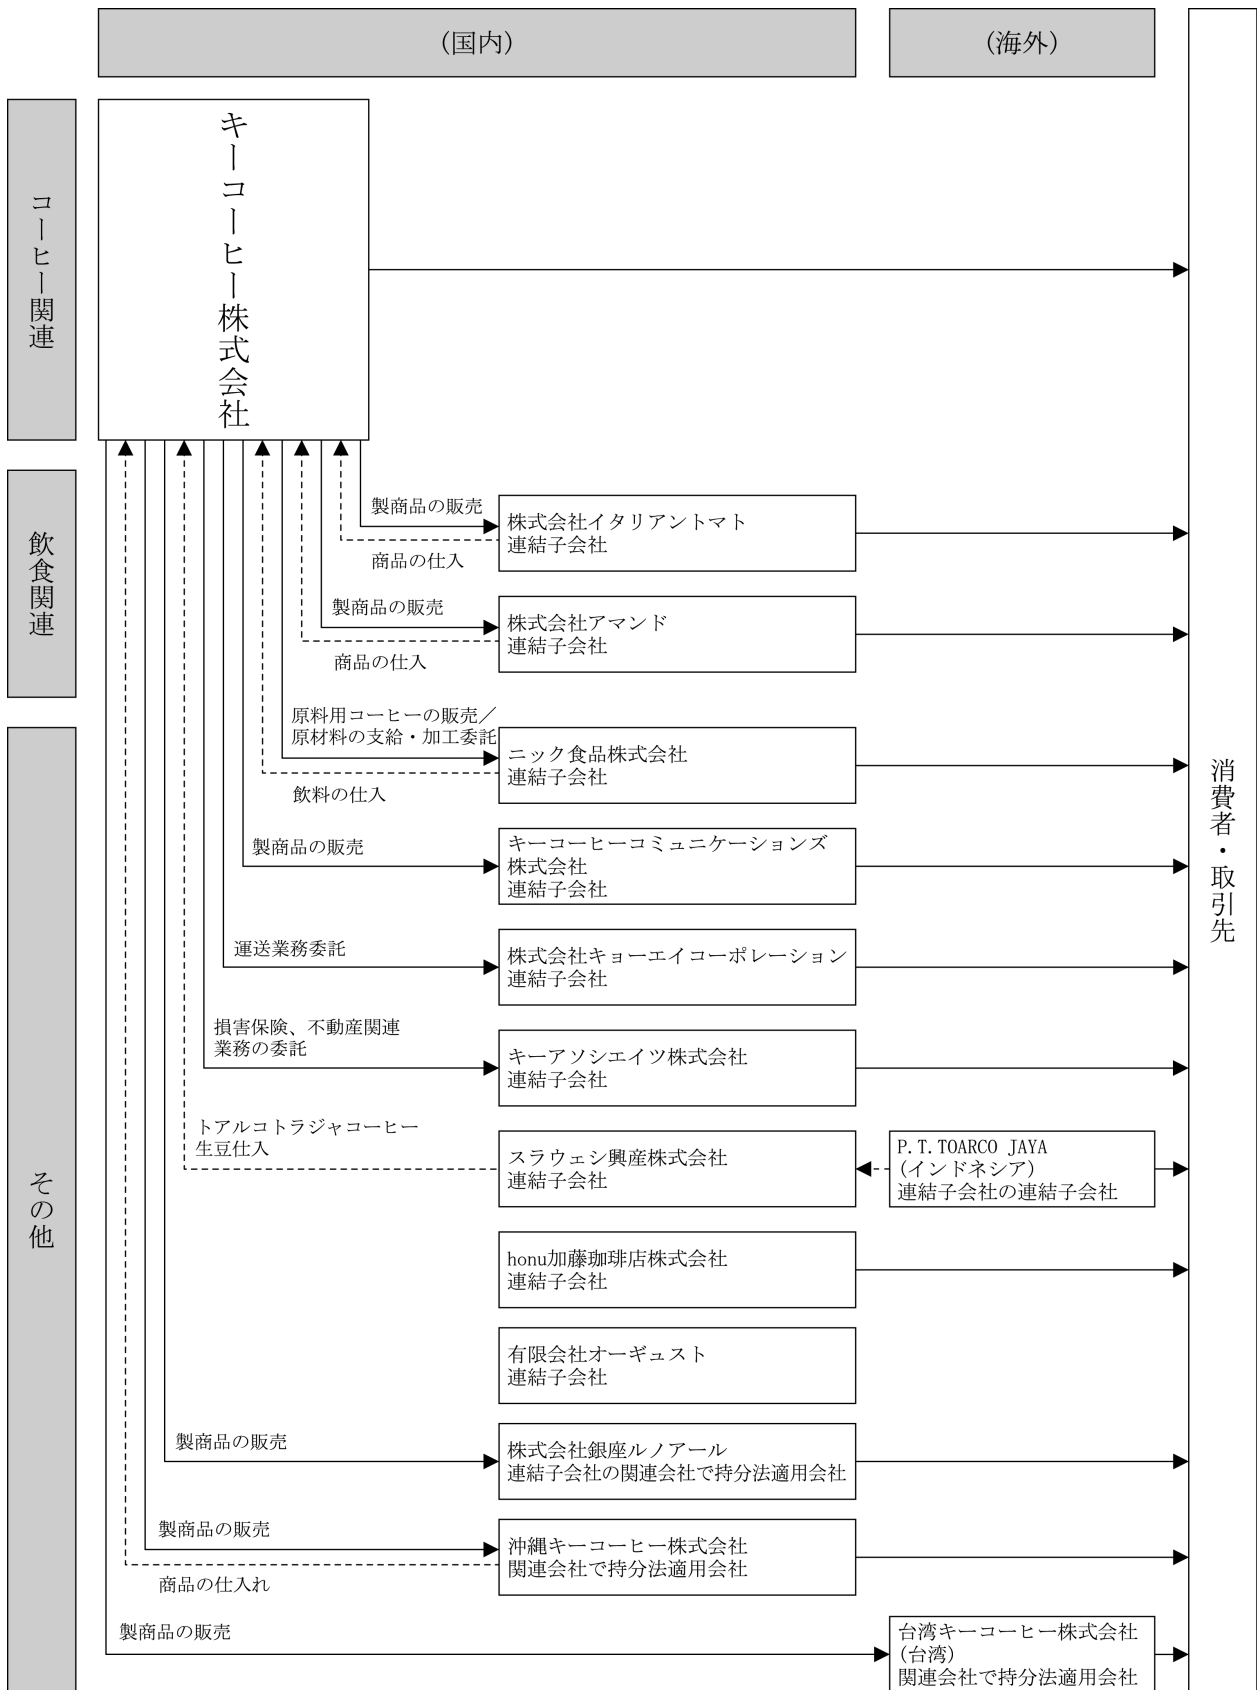 (国内)
(海外)
コーヒー関連
キーコーヒー株式会社
飲食関連
その他
消費者・取引先
製商品の販売
株式会社イタリアントマト
連結子会社
商品の仕入
製商品の販売
株式会社アマンド
連結子会社
商品の仕入
原料用コーヒーの販売／
原材料の支給・加工委託
ニック食品株式会社
連結子会社
飲料の仕入
製商品の販売
キーコーヒーコミュニケーションズ
株式会社
連結子会社
運送業務委託
株式会社キョーエイコーポレーション
連結子会社
損害保険、不動産関連
業務の委託
キーアソシエイツ株式会社
連結子会社
トアルコトラジャコーヒー
生豆仕入
スラウェシ興産株式会社
連結子会社
P.T.TOARCO JAYA
(インドネシア)
連結子会社の連結子会社
honu加藤珈琲店株式会社
連結子会社
有限会社オーギュスト
連結子会社
製商品の販売
株式会社銀座ルノアール
連結子会社の関連会社で持分法適用会社
製商品の販売
沖縄キーコーヒー株式会社
関連会社で持分法適用会社
商品の仕入れ
製商品の販売
台湾キーコーヒー株式会社
(台湾)
関連会社で持分法適用会社